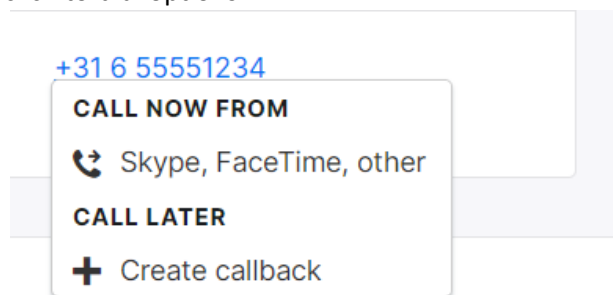 +31 6 55551234
CALL NOW FROM
Skype, FaceTime, other
CALL LATER
Create callback